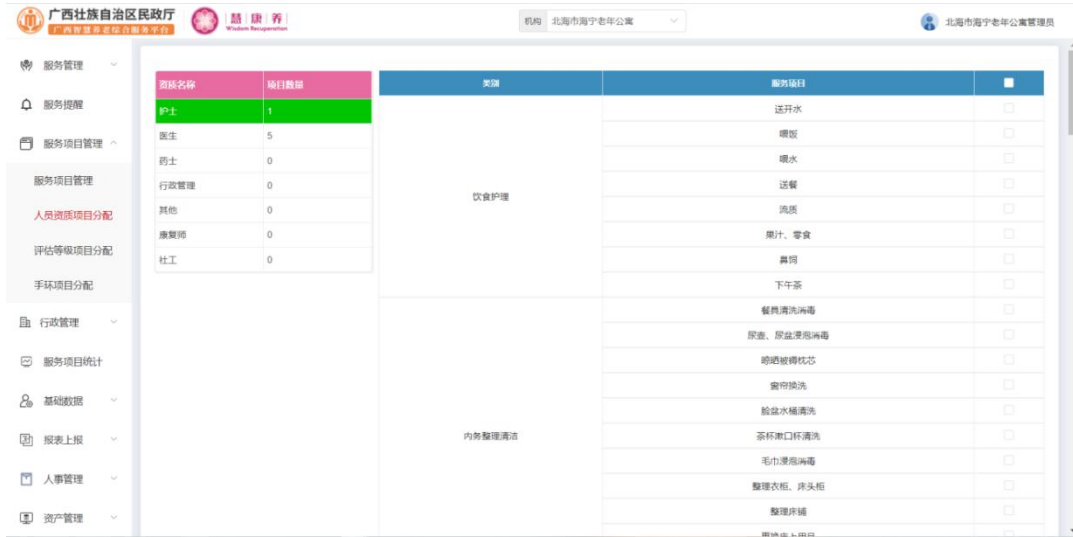 广西壮族自治区民政厅
广西智慧养老综合服务平台
慧康养
Wisdom Recuperation
机构 北海市海宁老年公寓
北海市海宁老年公寓管理员
服务管理
服务提醒
服务项目管理
服务项目管理
人员资质项目分配
评估等级项目分配
手环项目分配
行政管理
服务项目统计
基础数据
报表上报
人事管理
资产管理
资质名称 项目数量
护士 1
医生 5
药士 0
行政管理 0
其他 0
康复师 0
社工 0
类别 服务项目
饮食护理
送开水
喂饭
喂水
送餐
流质
果汁、零食
鼻饲
下午茶
内务整理清洁
餐具清洗消毒
尿壶、尿盆浸泡消毒
晾晒被褥枕芯
窗帘换洗
脸盆水桶清洗
茶杯漱口杯清洗
毛巾浸泡消毒
整理衣柜、床头柜
整理床铺